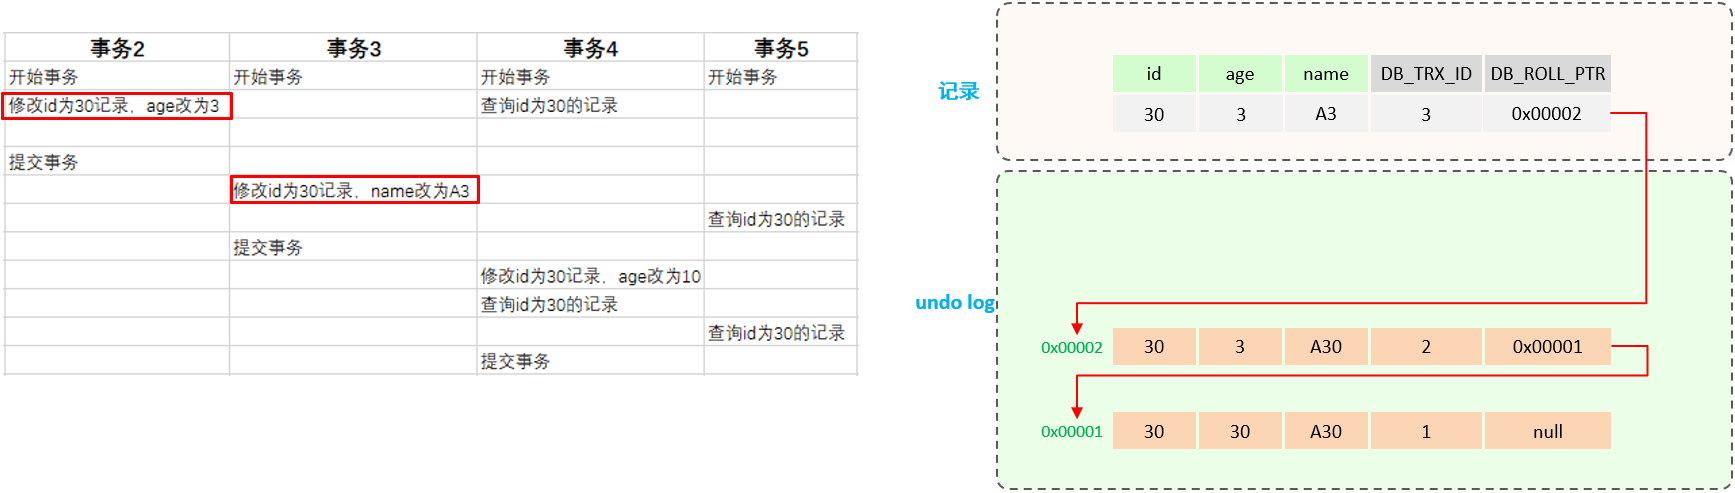 事务2 事务3 事务4 事务5
开始事务 开始事务 开始事务 开始事务
修改id为30记录，age改为3 查询id为30的记录
提交事务
修改id为30记录，name改为A3
查询id为30的记录
提交事务
修改id为30记录，age改为10
查询id为30的记录
查询id为30的记录
提交事务
记录
id age name DB_TRX_ID DB_ROLL_PTR
30 3 A3 3 0x00002
undo log
0x00002 30 3 A30 2 0x00001
0x00001 30 30 A30 1 null